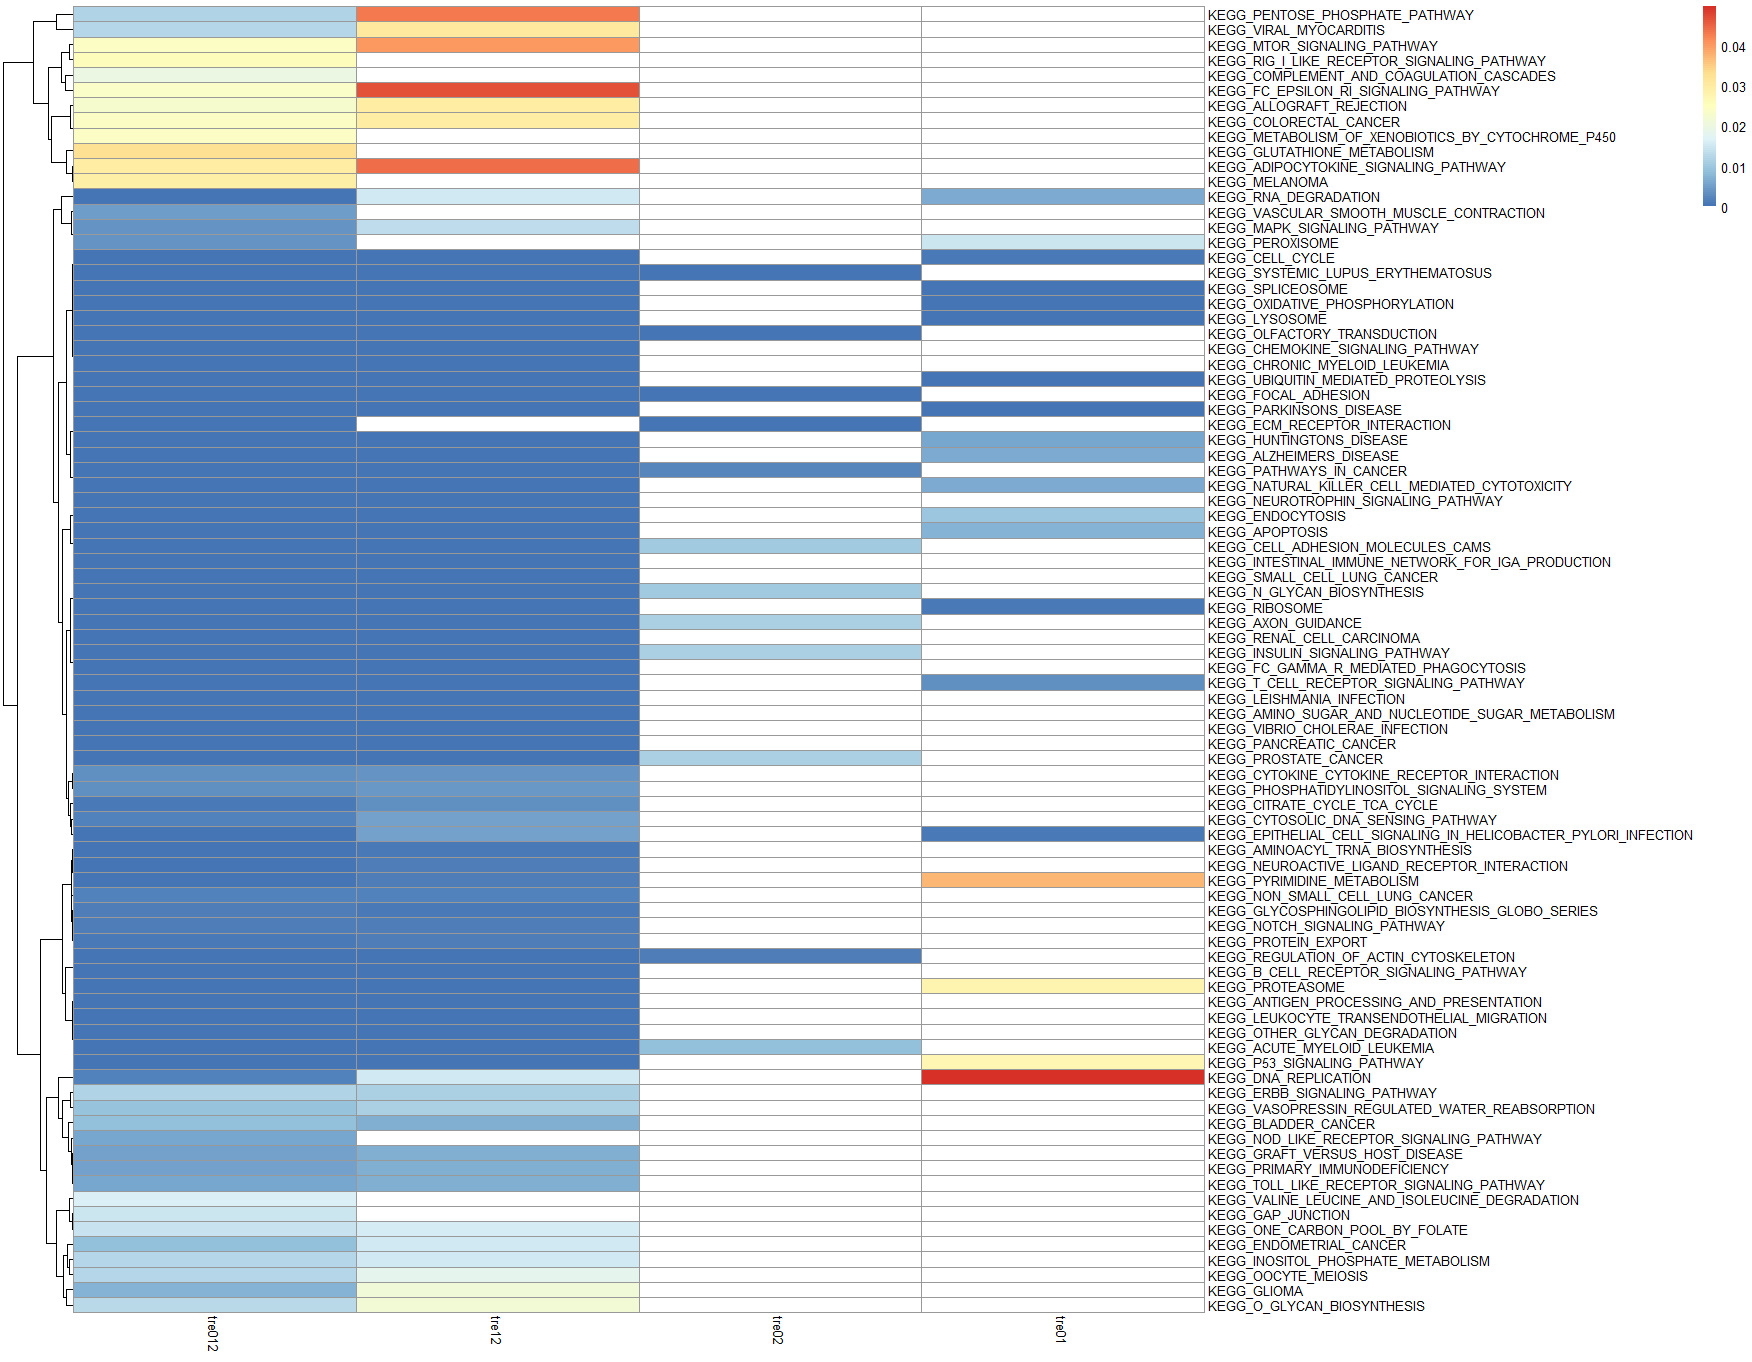 KEGG_PENTOSE_PHOSPHATE_PATHWAY
KEGG_VIRAL_MYOCARDITIS
KEGG_MTOR_SIGNALING_PATHWAY
KEGG_RIG_I_LIKE_RECEPTOR_SIGNALING_PATHWAY
KEGG_COMPLEMENT_AND_COAGULATION_CASCADES
KEGG_FC_EPSILON_RI_SIGNALING_PATHWAY
KEGG_ALLOGRAFT_REJECTION
KEGG_COLORECTAL_CANCER
KEGG_METABOLISM_OF_XENOBIOTICS_BY_CYTOCHROME_P450
KEGG_GLUTATHIONE_METABOLISM
KEGG_ADIPOCYTOKINE_SIGNALING_PATHWAY
KEGG_MELANOMA
KEGG_RNA_DEGRADATION
KEGG_VASCULAR_SMOOTH_MUSCLE_CONTRACTION
KEGG_MAPK_SIGNALING_PATHWAY
KEGG_PEROXISOME
KEGG_CELL_CYCLE
KEGG_SYSTEMIC_LUPUS_ERYTHEMATOSUS
KEGG_SPLICEOSOME
KEGG_OXIDATIVE_PHOSPHORYLATION
KEGG_LYSOSOME
KEGG_OLFACTORY_TRANSDUCTION
KEGG_CHEMOKINE_SIGNALING_PATHWAY
KEGG_CHRONIC_MYELOID_LEUKEMIA
KEGG_UBIQUITIN_MEDIATED_PROTEOLYSIS
KEGG_FOCAL_ADHESION
KEGG_PARKINSONS_DISEASE
KEGG_ECM_RECEPTOR_INTERACTION
KEGG_HUNTINGTONS_DISEASE
KEGG_ALZHEIMERS_DISEASE
KEGG_PATHWAYS_IN_CANCER
KEGG_NATURAL_KILLER_CELL_MEDIATED_CYTOTOXICITY
KEGG_NEUROTROPHIN_SIGNALING_PATHWAY
KEGG_ENDOCYTOSIS
KEGG_APOPTOSIS
KEGG_CELL_ADHESION_MOLECULES_CAMS
KEGG_INTESTINAL_IMMUNE_NETWORK_FOR_IGA_PRODUCTION
KEGG_SMALL_CELL_LUNG_CANCER
KEGG_N_GLYCAN_BIOSYNTHESIS
KEGG_RIBOSOME
KEGG_AXON_GUIDANCE
KEGG_RENAL_CELL_CARCINOMA
KEGG_INSULIN_SIGNALING_PATHWAY
KEGG_FC_GAMMA_R_MEDIATED_PHAGOCYTOSIS
KEGG_T_CELL_RECEPTOR_SIGNALING_PATHWAY
KEGG_LEISHMANIA_INFECTION
KEGG_AMINO_SUGAR_AND_NUCLEOTIDE_SUGAR_METABOLISM
KEGG_VIBRIO_CHOLERAE_INFECTION
KEGG_PANCREATIC_CANCER
KEGG_PROSTATE_CANCER
KEGG_CYTOKINE_CYTOKINE_RECEPTOR_INTERACTION
KEGG_PHOSPHATIDYLINOSITOL_SIGNALING_SYSTEM
KEGG_CITRATE_CYCLE_TCA_CYCLE
KEGG_CYTOSOLIC_DNA_SENSING_PATHWAY
KEGG_EPITHELIAL_CELL_SIGNALING_IN_HELICOBACTER_PYLORI_INFECTION
KEGG_AMINOACYL_TRNA_BIOSYNTHESIS
KEGG_NEUROACTIVE_LIGAND_RECEPTOR_INTERACTION
KEGG_PYRIMIDINE_METABOLISM
KEGG_NON_SMALL_CELL_LUNG_CANCER
KEGG_GLYCOSPHINGOLIPID_BIOSYNTHESIS_GLOBO_SERIES
KEGG_NOTCH_SIGNALING_PATHWAY
KEGG_PROTEIN_EXPORT
KEGG_REGULATION_OF_ACTIN_CYTOSKELETON
KEGG_B_CELL_RECEPTOR_SIGNALING_PATHWAY
KEGG_PROTEASOME
KEGG_ANTIGEN_PROCESSING_AND_PRESENTATION
KEGG_LEUKOCYTE_TRANSENDOTHELIAL_MIGRATION
KEGG_OTHER_GLYCAN_DEGRADATION
KEGG_ACUTE_MYELOID_LEUKEMIA
KEGG_P53_SIGNALING_PATHWAY
KEGG_DNA_REPLICATION
KEGG_ERBB_SIGNALING_PATHWAY
KEGG_VASOPRESSIN_REGULATED_WATER_REABSORPTION
KEGG_BLADDER_CANCER
KEGG_NOD_LIKE_RECEPTOR_SIGNALING_PATHWAY
KEGG_GRAFT_VERSUS_HOST_DISEASE
KEGG_PRIMARY_IMMUNODEFICIENCY
KEGG_TOLL_LIKE_RECEPTOR_SIGNALING_PATHWAY
KEGG_VALINE_LEUCINE_AND_ISOLEUCINE_DEGRADATION
KEGG_GAP_JUNCTION
KEGG_ONE_CARBON_POOL_BY_FOLATE
KEGG_ENDOMETRIAL_CANCER
KEGG_INOSITOL_PHOSPHATE_METABOLISM
KEGG_OOCYTE_MEIOSIS
KEGG_GLIOMA
KEGG_O_GLYCAN_BIOSYNTHESIS
tre012
tre12
tre02
tre01
0.04
0.03
0.02
0.01
0